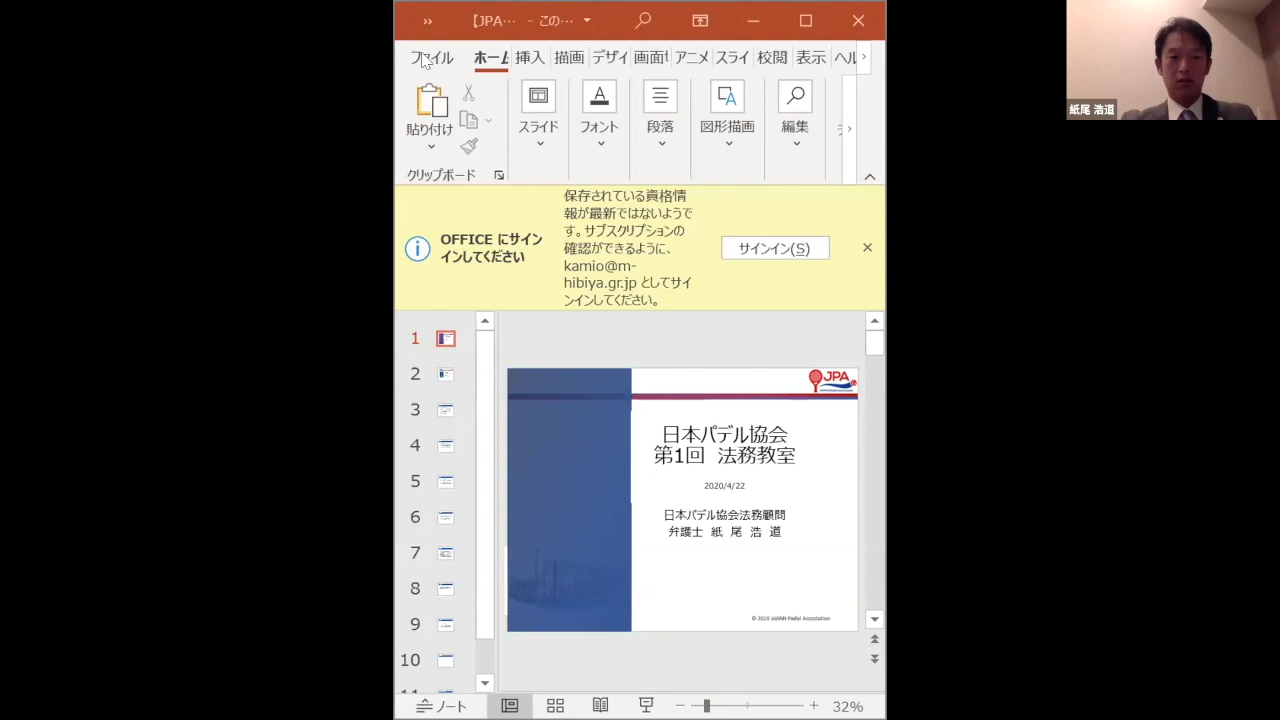 【JPA… - この…
ファイル ホーム 挿入 描画 デザイ 画面 アニメ スライ 校閲 表示 ヘル
貼り付け
スライド
フォント
段落
図形描画
編集
クリップボード
OFFICE にサイン
インしてください
保存されている資格情
報が最新ではないようで
す。サブスクリプションの
確認ができるように、
kamio@m-
hibiya.gr.jp としてサイ
ンインしてください。
サインイン(S)
1
2
3
4
5
6
7
8
9
10
11
JPA
日本パデル協会
第1回 法務教室
2020/4/22
日本パデル協会法務顧問
弁護士 紙 尾 浩 道
© 2019 JAPAN Padel Association
ノート
32%
紙尾 浩道